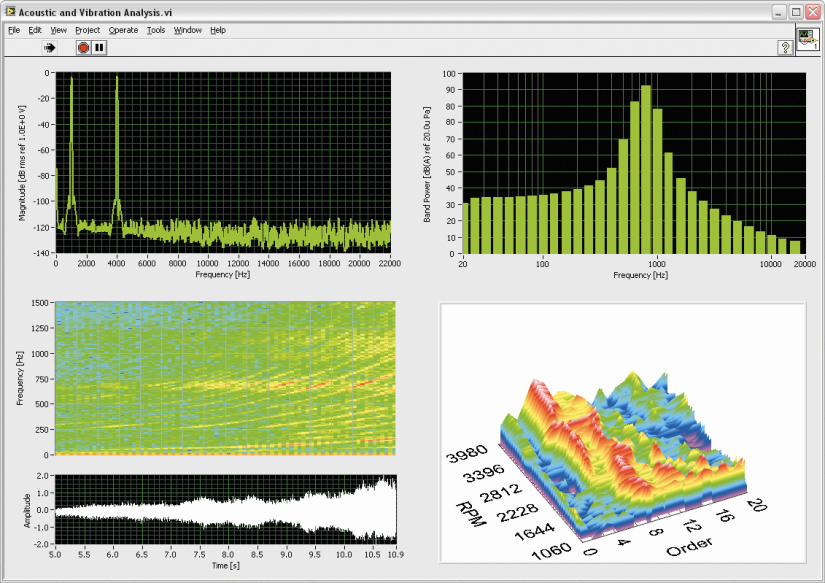 Acoustic and Vibration Analysis.vi
File Edit View Project Operate Tools Window Help
?
1
0
-20
-40
-60
-80
-100
-120
-140
Magnitude [dB rms ref 1.0E+0 V]
0 2000 4000 6000 8000 10000 12000 14000 16000 18000 20000 22000
Frequency [Hz]
100
90
80
70
60
50
40
30
20
10
0
Band Power [dB(A) ref 20.0u Pa]
20 100 1000 10000 20000
Frequency [Hz]
1500
1250
1000
750
500
250
0
Frequency [Hz]
2.0
1.0
0.0
-1.0
-2.0
Amplitude
5.0 5.5 6.0 6.5 7.0 7.5 8.0 8.5 9.0 9.5 10.0 10.5 10.9
Time [s]
3980
3396
2812
2228
1644
1060
RPM
0 4 8 12 16 20
Order